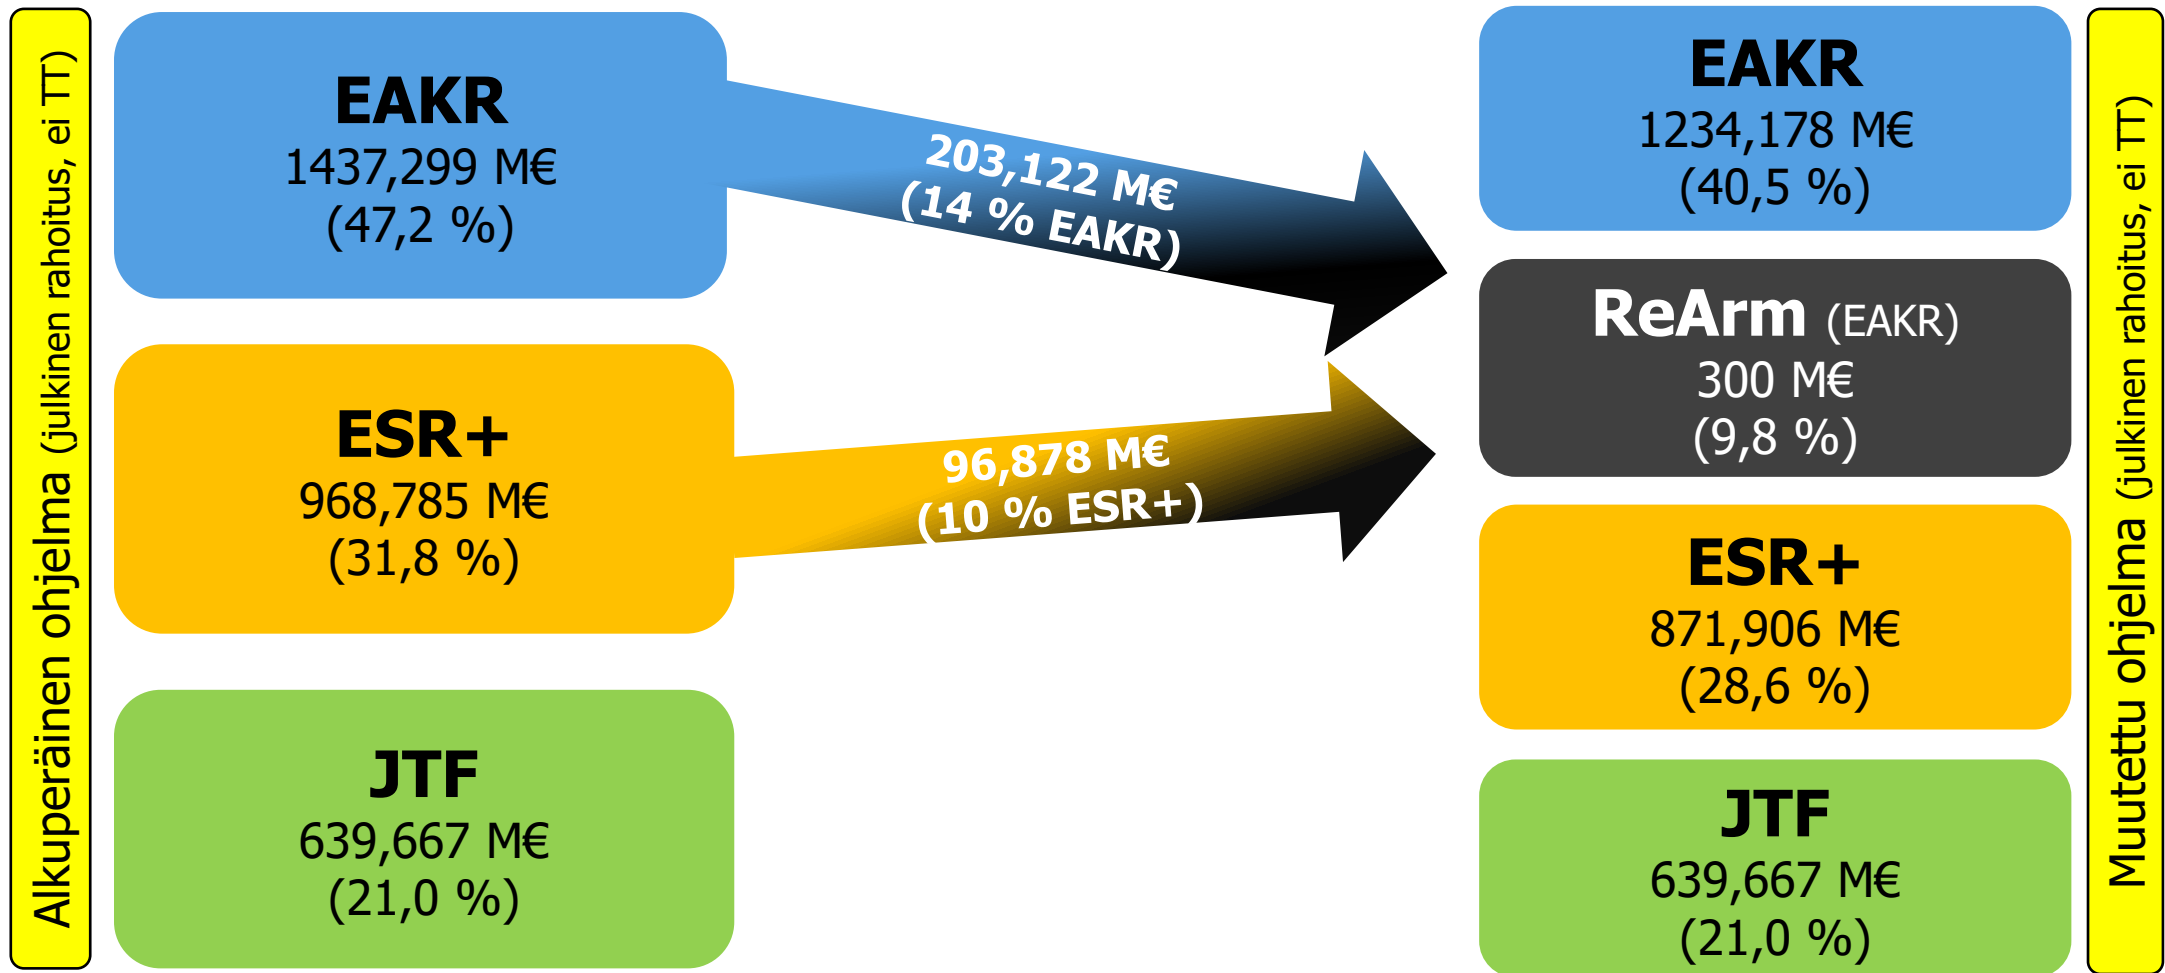 Alkuperäinen ohjelma (julkinen rahoitus, ei TT)
EAKR
1437,299 M€
(47,2 %)
ESR+
968,785 M€
(31,8 %)
JTF
639,667 M€
(21,0 %)
203,122 M€
(14 % EAKR)
96,878 M€
(10 % ESR+)
EAKR
1234,178 M€
(40,5 %)
ReArm (EAKR)
300 M€
(9,8 %)
ESR+
871,906 M€
(28,6 %)
JTF
639,667 M€
(21,0 %)
Muutettu ohjelma (julkinen rahoitus, ei TT)